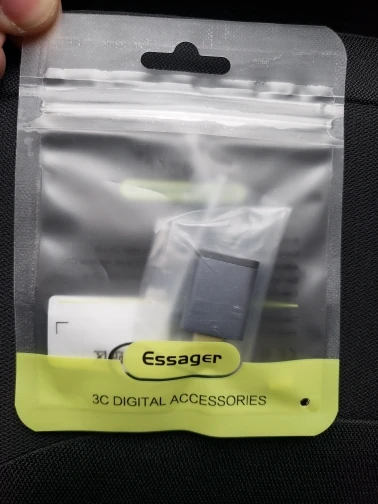 Essager
3C DIGITAL ACCESSORIES